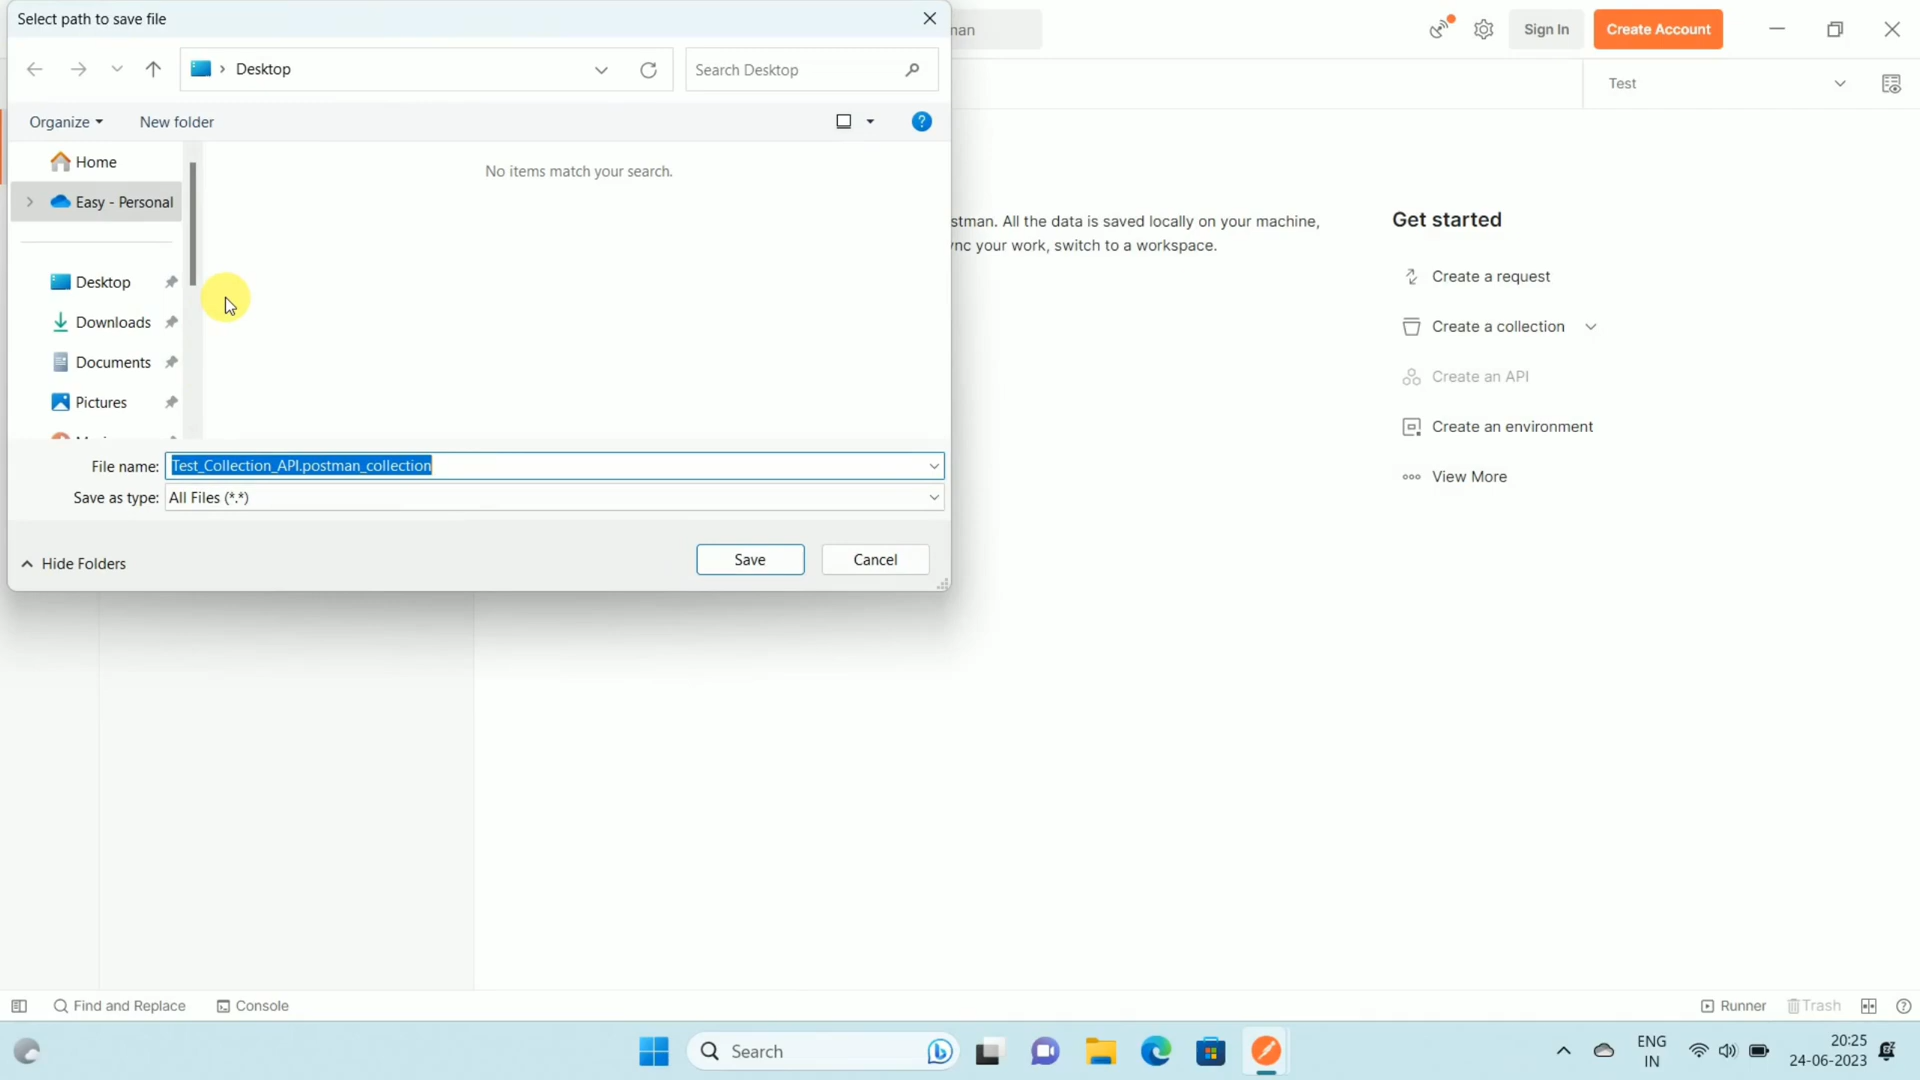 Select path to save file
man
Sign In
Create Account
Desktop
Search Desktop
Test
Organize
New folder
Home
No items match your search.
Easy - Personal
stman. All the data is saved locally on your machine,
nc your work, switch to a workspace.
Get started
Desktop
Create a request
Downloads
Create a collection
Documents
Create an API
Pictures
Create an environment
File name: Test_Collection_API.postman_collection
View More
Save as type: All Files (*.*)
Hide Folders
Save
Cancel
Find and Replace
Console
Runner
Trash
Search
ENG
IN
20:25
24-06-2023